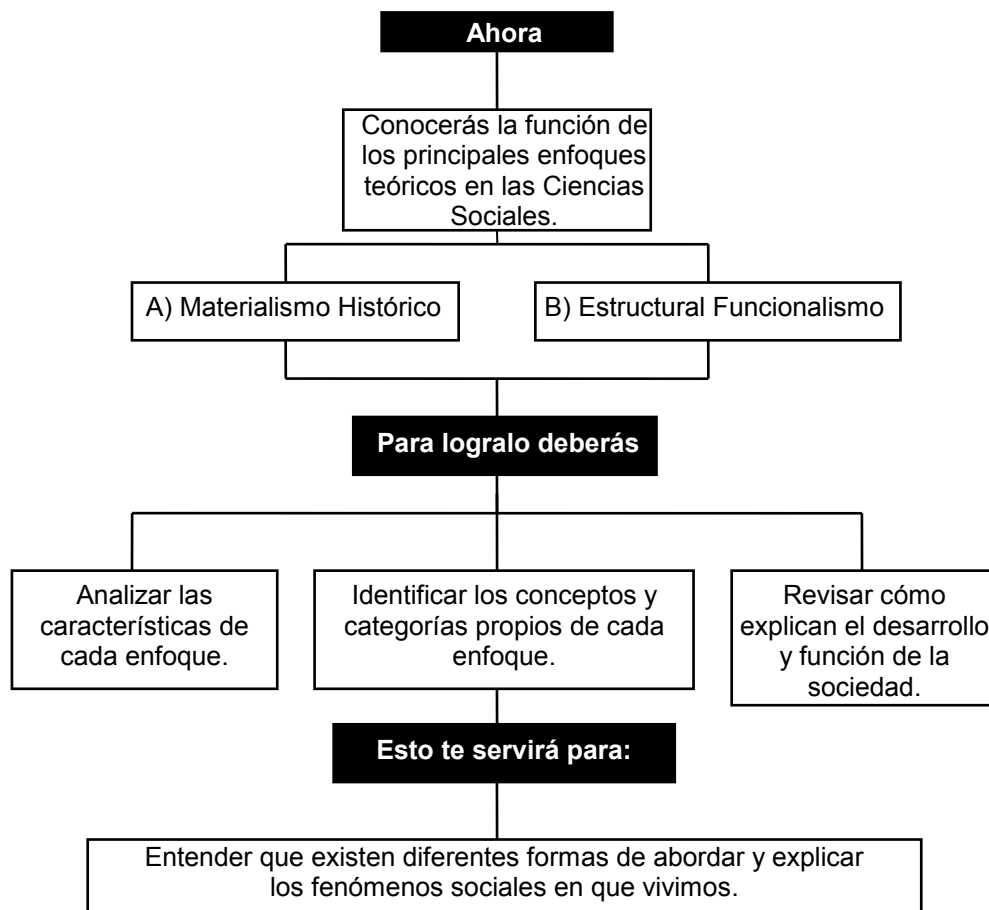 Ahora
Conocerás la función de
los principales enfoques
teóricos en las Ciencias
Sociales.
A) Materialismo Histórico
B) Estructural Funcionalismo
Para logralo deberás
Analizar las
características de
cada enfoque.
Identificar los conceptos y
categorías propios de cada
enfoque.
Revisar cómo
explican el desarrollo
y función de la
sociedad.
Esto te servirá para:
Entender que existen diferentes formas de abordar y explicar
los fenómenos sociales en que vivimos.